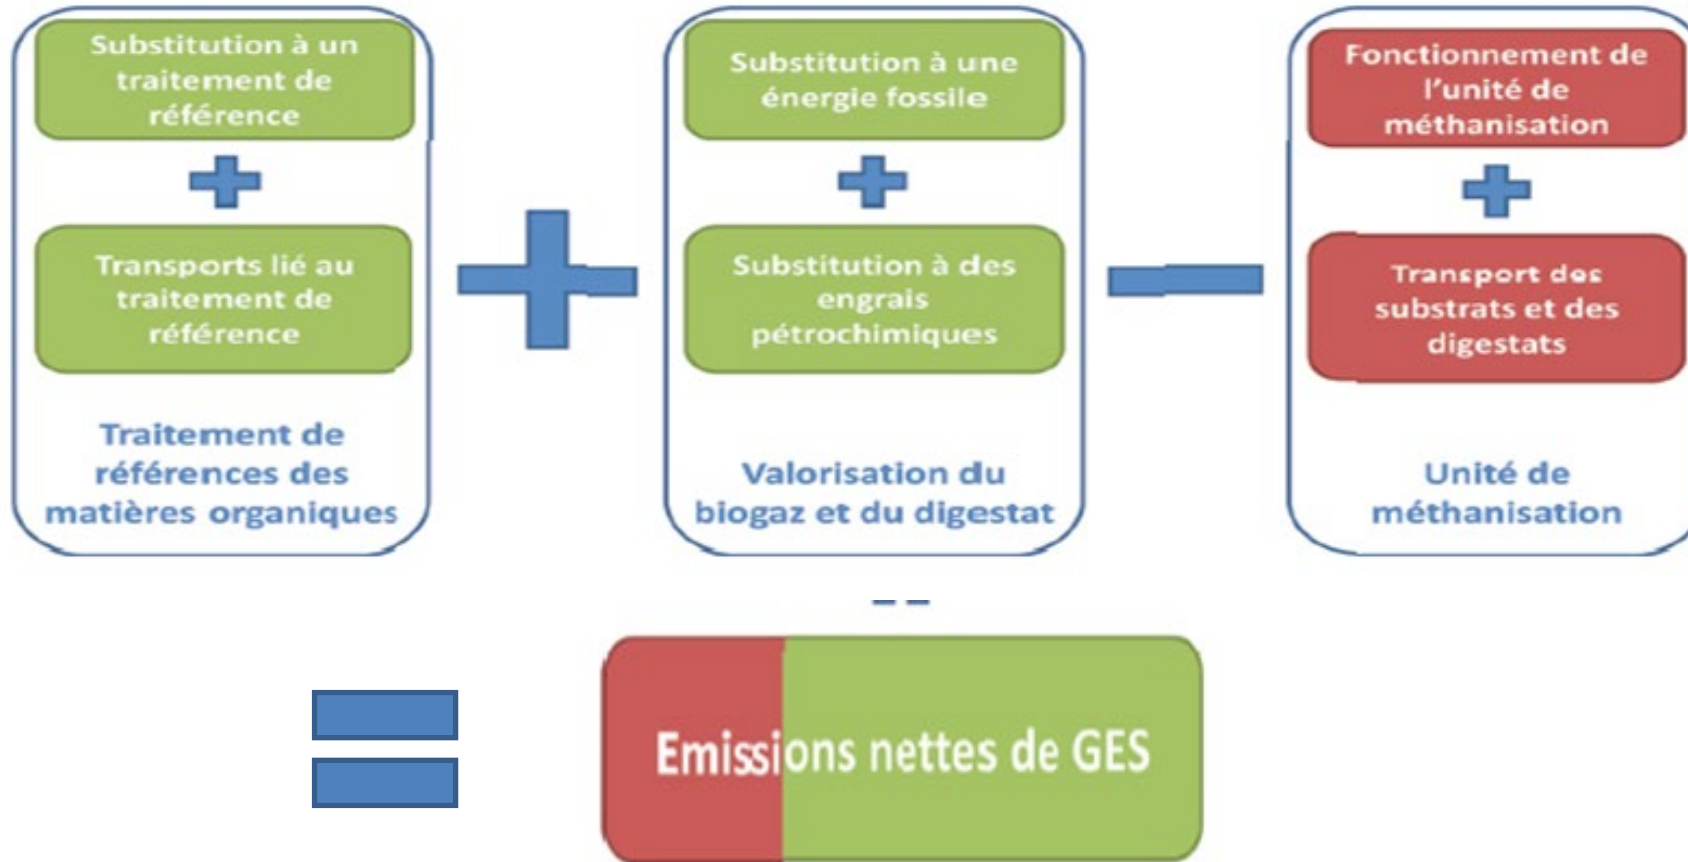 Substitution à un
traitement de
référence
Transports lié au
traitement de
référence
Traitement de
références des
matières organiques
Substitution à une
énergie fossile
Substitution à des
engrais
pétrochimiques
Valorisation du
biogaz et du digestat
Fonctionnement de
l'unité de
méthanisation
Transport des
substrats et des
digestats
Unité de
méthanisation
Emissions nettes de GES